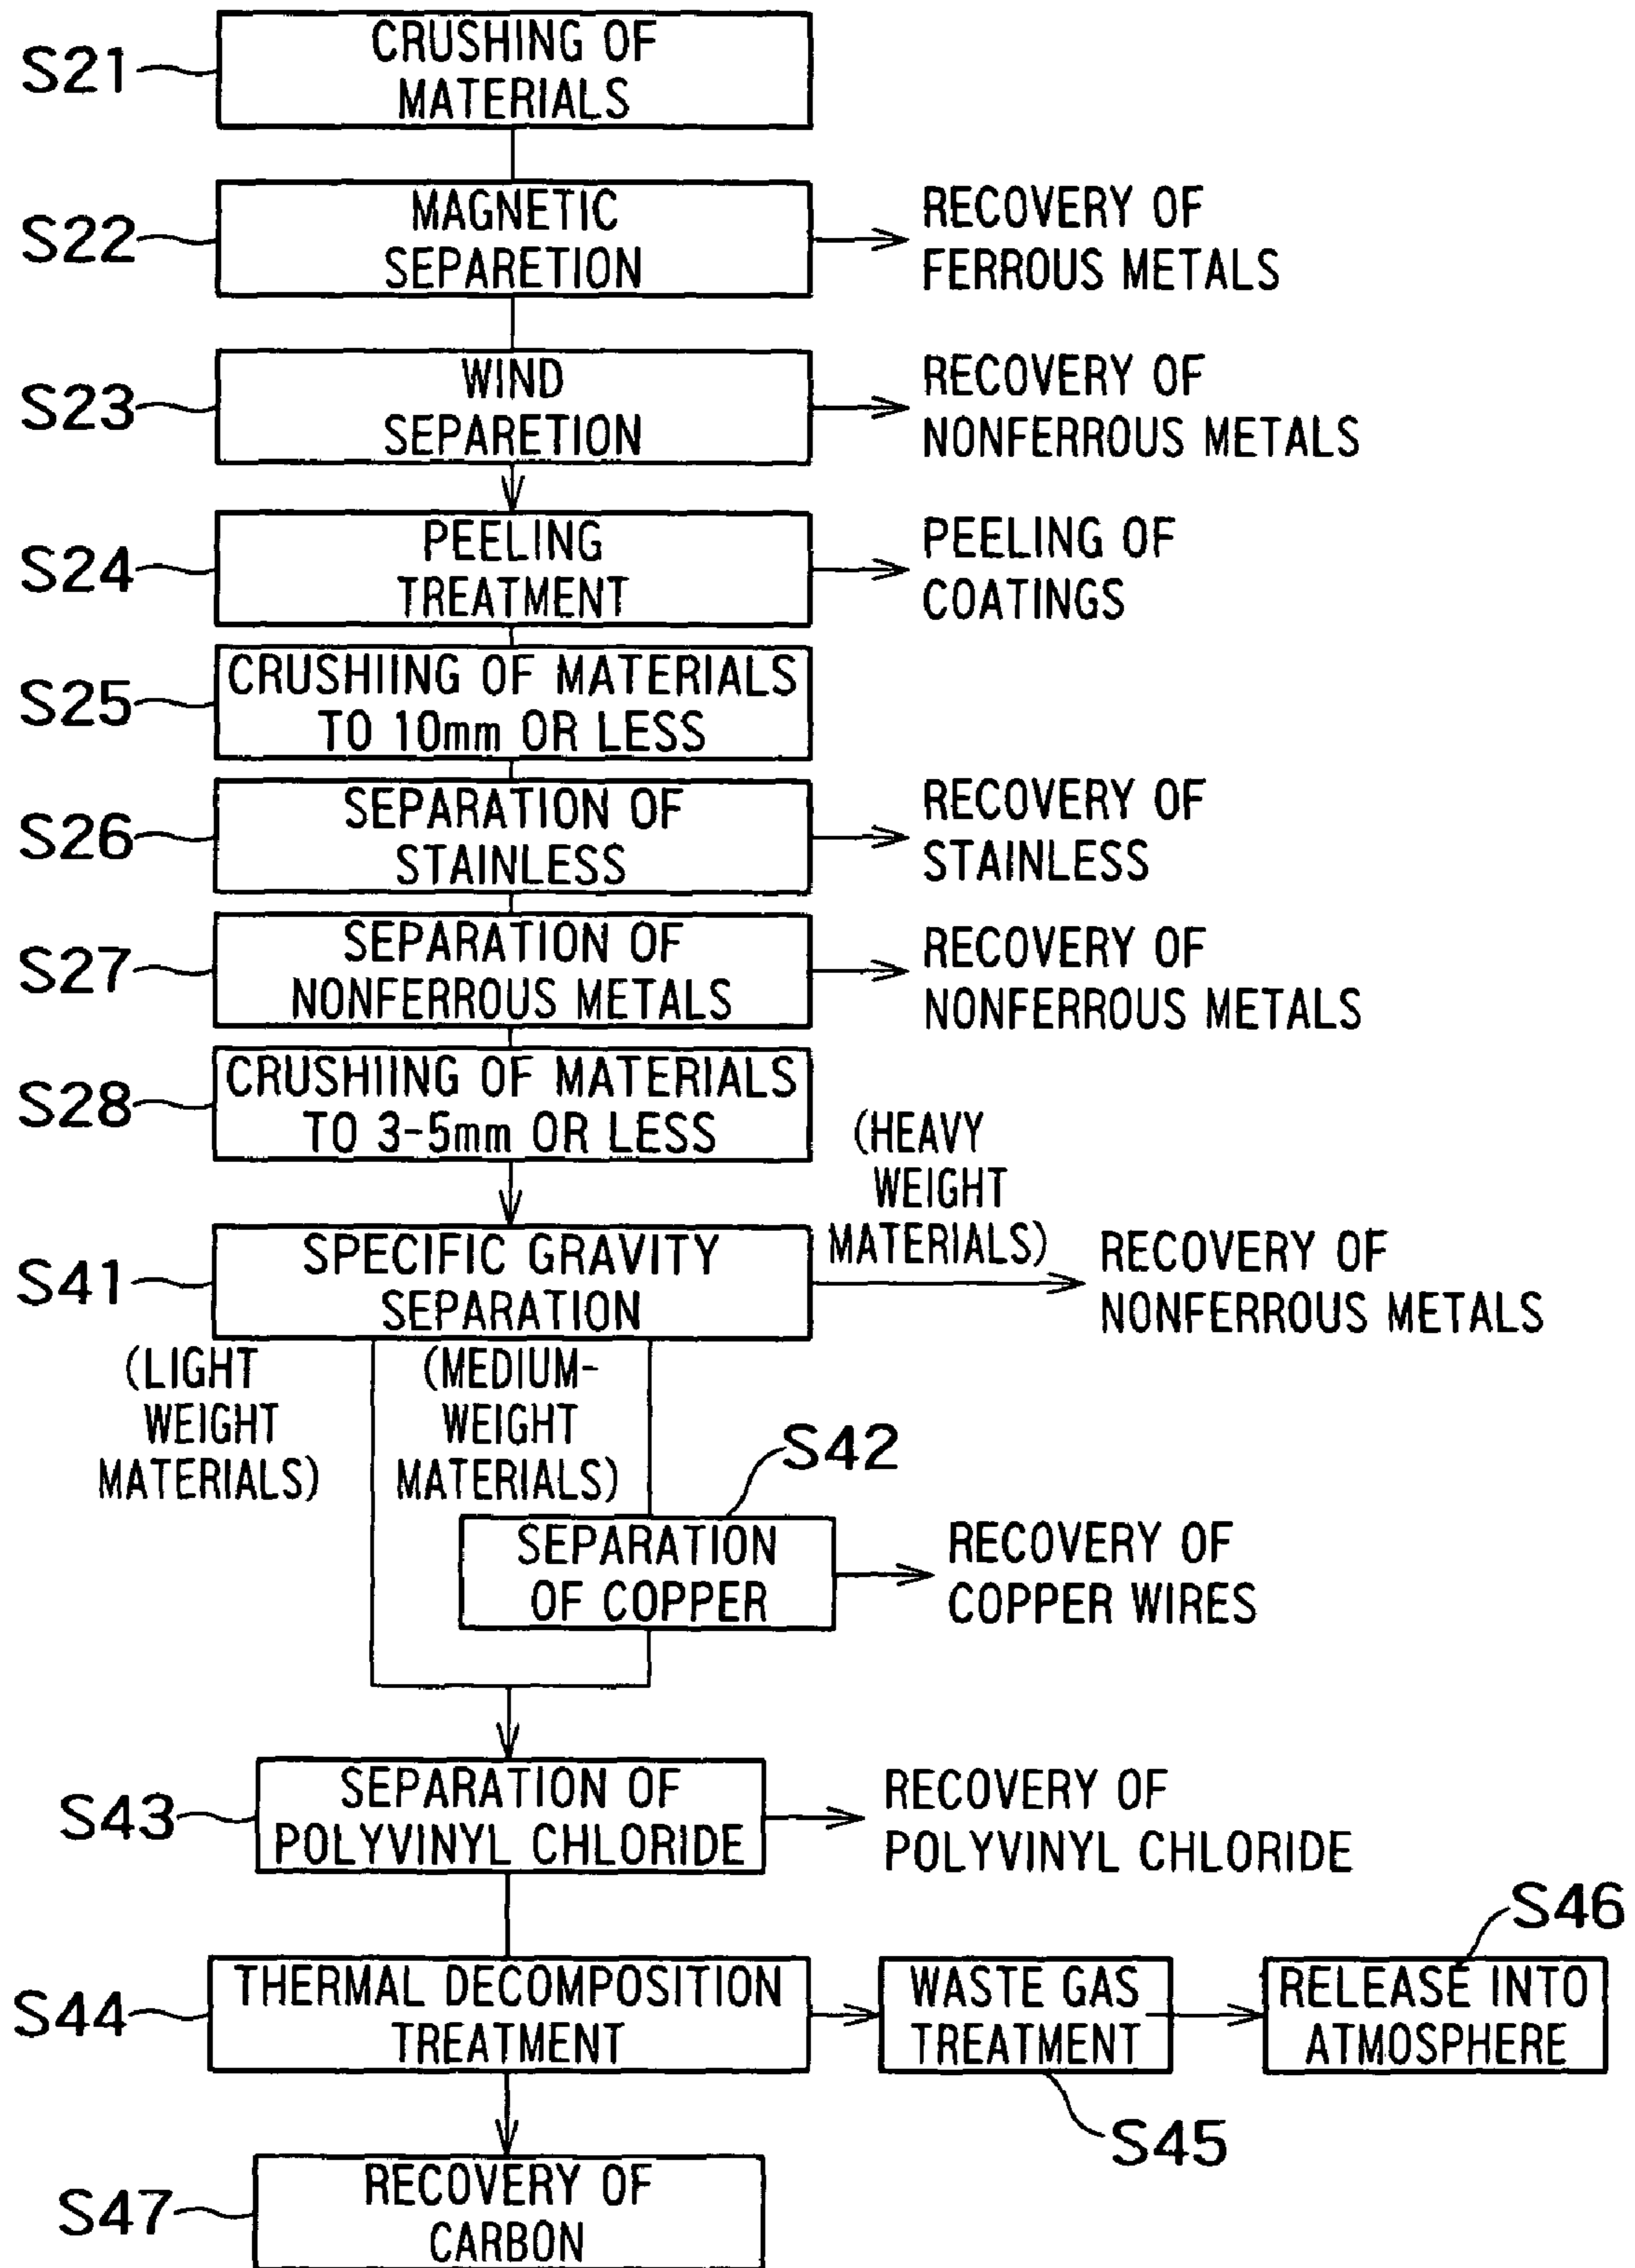 S21
CRUSHING OF
MATERIALS
S22
MAGNETIC
SEPARETION
RECOVERY OF
FERROUS METALS
S23
WIND
SEPARETION
RECOVERY OF
NONFERROUS METALS
S24
PEELING
TREATMENT
PEELING OF
COATINGS
S25
CRUSHIING OF MATERIALS
TO 10mm OR LESS
S26
SEPARATION OF
STAINLESS
RECOVERY OF
STAINLESS
S27
SEPARATION OF
NONFERROUS METALS
RECOVERY OF
NONFERROUS METALS
S28
CRUSHIING OF MATERIALS
TO 3-5mm OR LESS
(HEAVY
WEIGHT
MATERIALS)
S41
SPECIFIC GRAVITY
SEPARATION
RECOVERY OF
NONFERROUS METALS
(LIGHT
WEIGHT
MATERIALS)
(MEDIUM-
WEIGHT
MATERIALS)
S42
SEPARATION
OF COPPER
RECOVERY OF
COPPER WIRES
S43
SEPARATION OF
POLYVINYL CHLORIDE
RECOVERY OF
POLYVINYL CHLORIDE
S44
THERMAL DECOMPOSITION
TREATMENT
WASTE GAS
TREATMENT
S45
S46
RELEASE INTO
ATMOSPHERE
S47
RECOVERY OF
CARBON